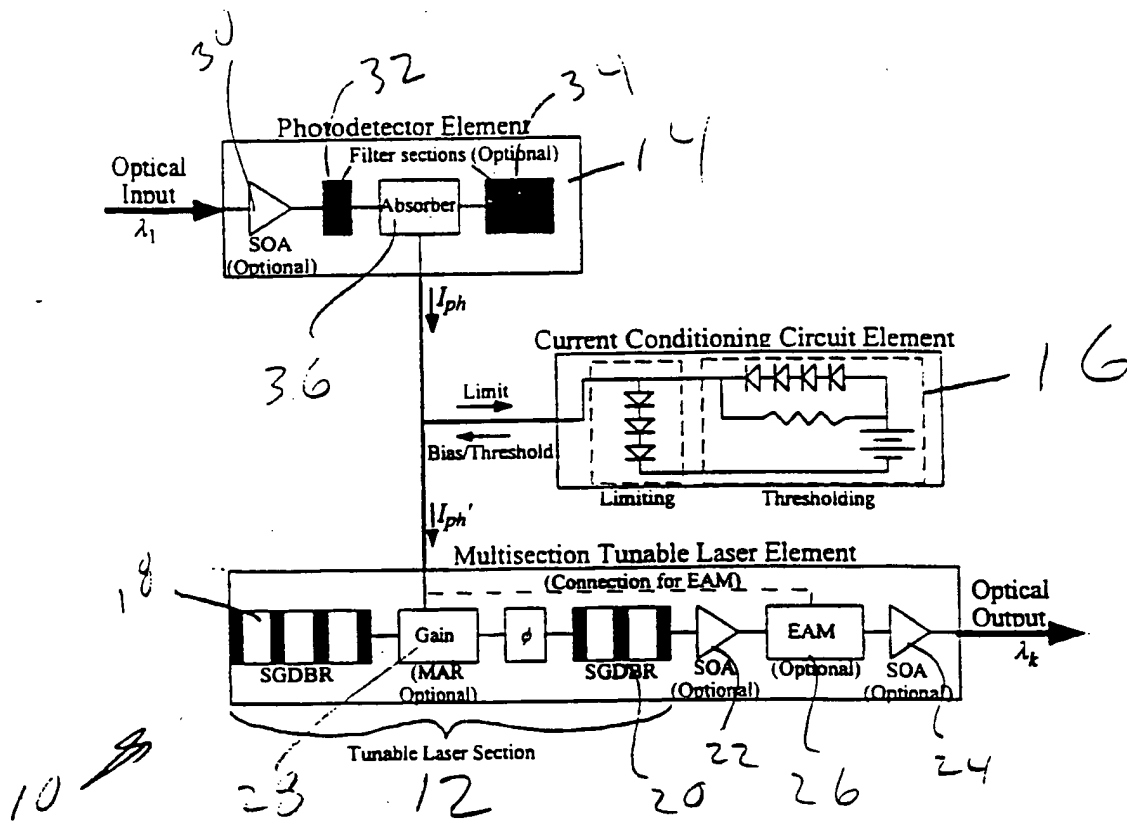 30
32
34
Photodetector Element
14
Filter sections (Optional)
Optical
Input
λ1
Absorber
SOA
(Optional)
Iph
36
Current Conditioning Circuit Element
16
Limit
Bias/Threshold
Limiting
Thresholding
Iph'
Multisection Tunable Laser Element
(Connection for EAM)
18
Optical
Output
λk
Gain
ϕ
EAM
SGDBR
(MAR
Optional)
SGDBR
SOA
(Optional)
(Optional)
SOA
(Optional)
Tunable Laser Section
10
12
20
22
26
24